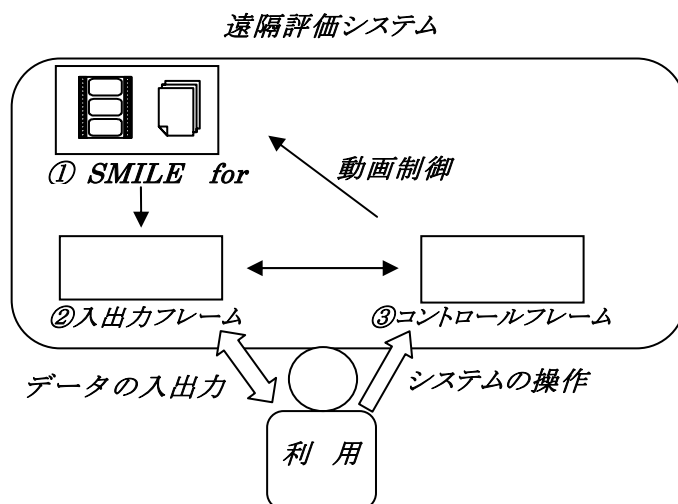 遠隔評価システム
① SMILE for
動画制御
②入出力フレーム
③コントロールフレーム
データの入出力
システムの操作
利 用